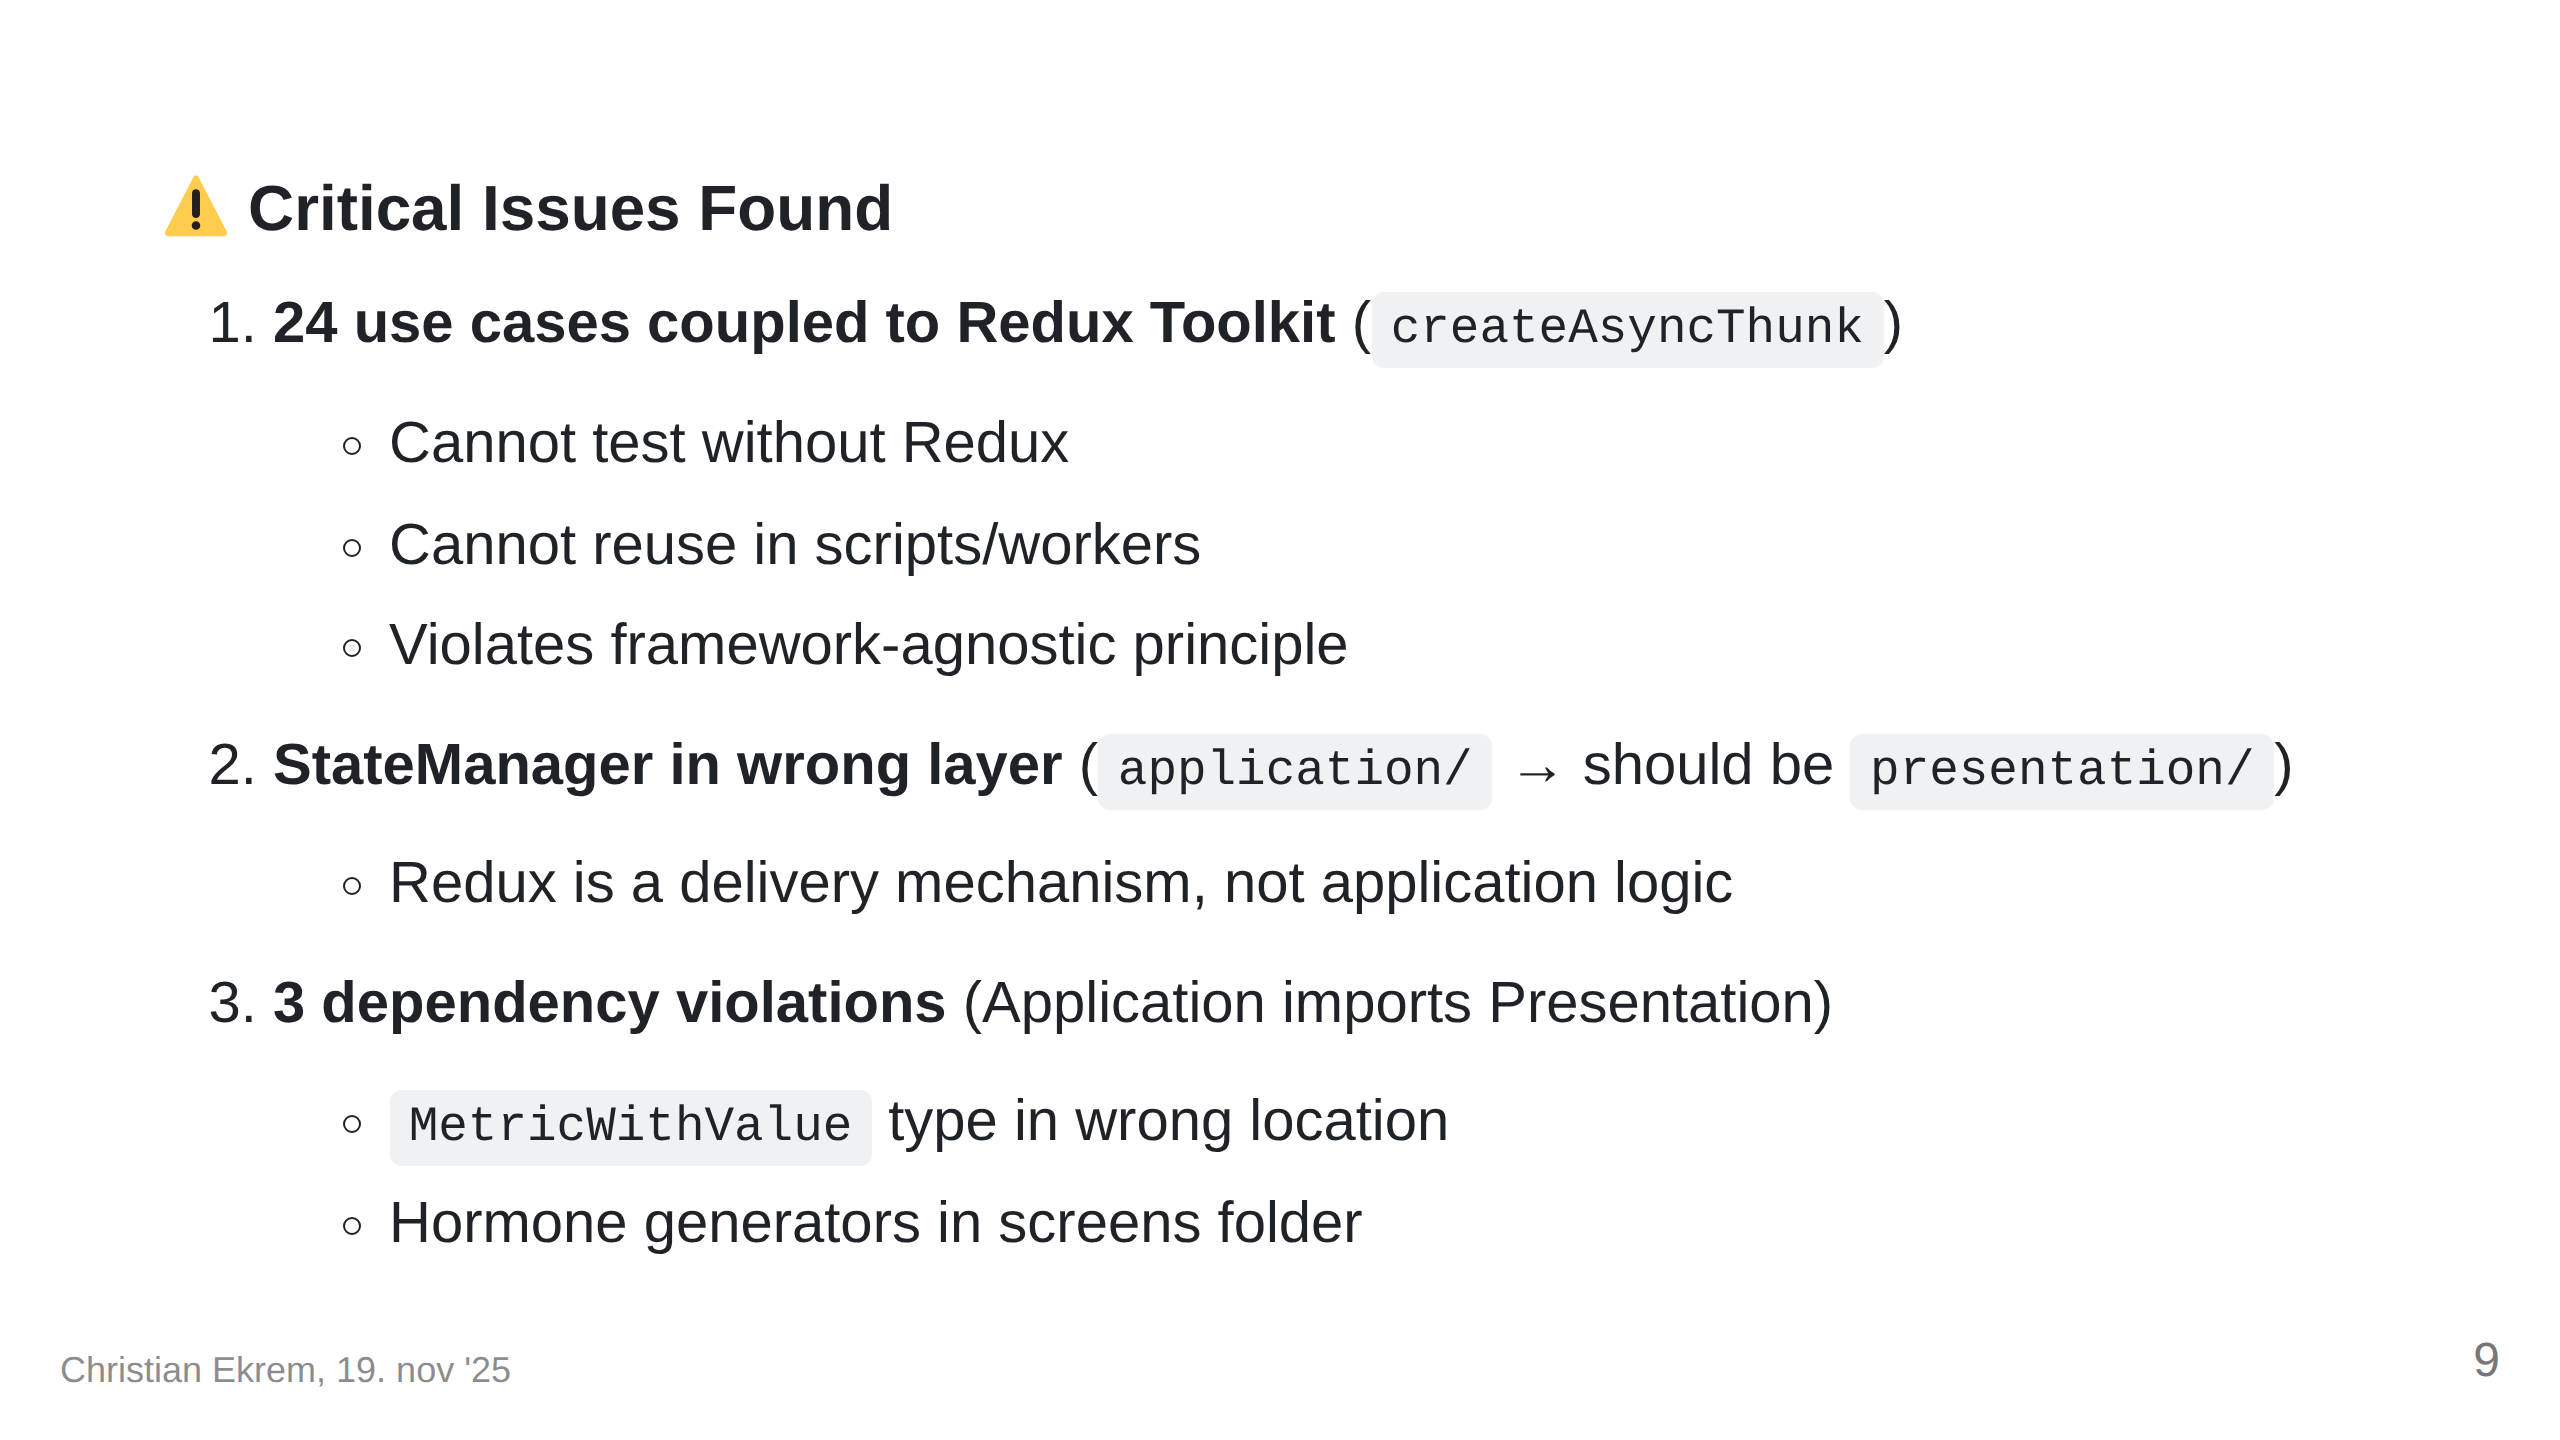 ⚠️ Critical Issues Found
1. 24 use cases coupled to Redux Toolkit (createAsyncThunk)
○ Cannot test without Redux
○ Cannot reuse in scripts/workers
○ Violates framework-agnostic principle
2. StateManager in wrong layer (application/ → should be presentation/)
○ Redux is a delivery mechanism, not application logic
3. 3 dependency violations (Application imports Presentation)
○ MetricWithValue type in wrong location
○ Hormone generators in screens folder
Christian Ekrem, 19. nov '25
9